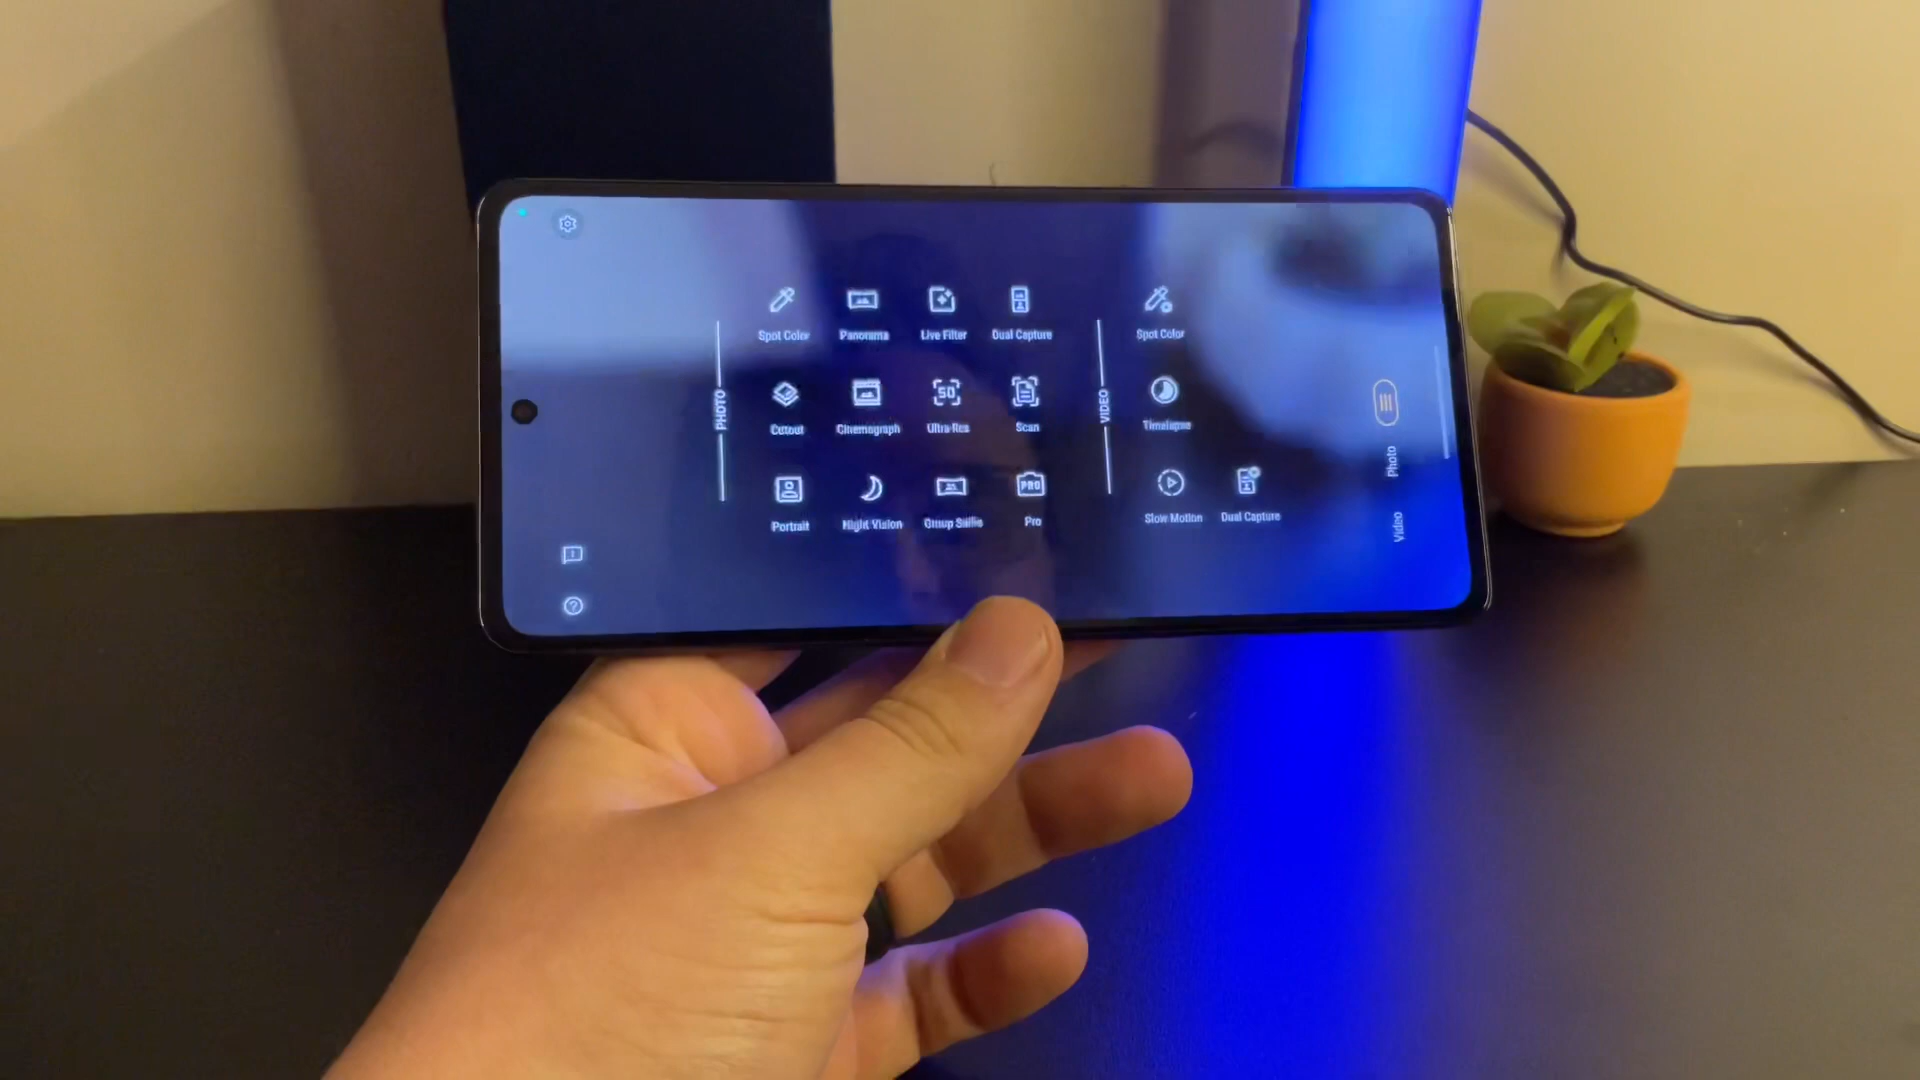 Spot Color Panorama Live Filter Dual Capture
Spot Color
PHOTO
Cutout Cinemagraph 50 Ultra-Res Scan
VIDEO
Timelapse
Photo
PRO
Portrait Night Vision Group Selfie Pro
Slow Motion Dual Capture
Video